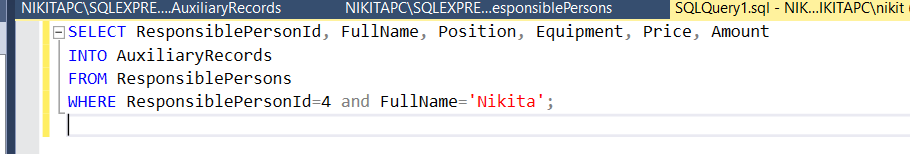 NIKITAPC\SQLEXPRE....AuxiliaryRecords NIKITAPC\SQLEXPRE...esponsiblePersons SQLQuery1.sql - NIK...IKITAPC\nikit (
SELECT ResponsiblePersonId, FullName, Position, Equipment, Price, Amount
INTO AuxiliaryRecords
FROM ResponsiblePersons
WHERE ResponsiblePersonId=4 and FullName='Nikita';